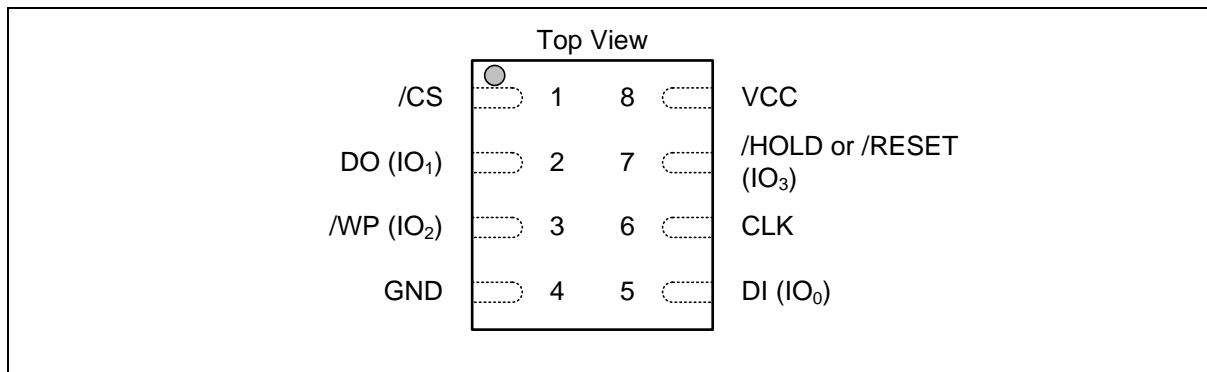 Top View
/CS 1 8 VCC
DO (IO₁) 2 7 /HOLD or /RESET
(IO₃)
/WP (IO₂) 3 6 CLK
GND 4 5 DI (IO₀)